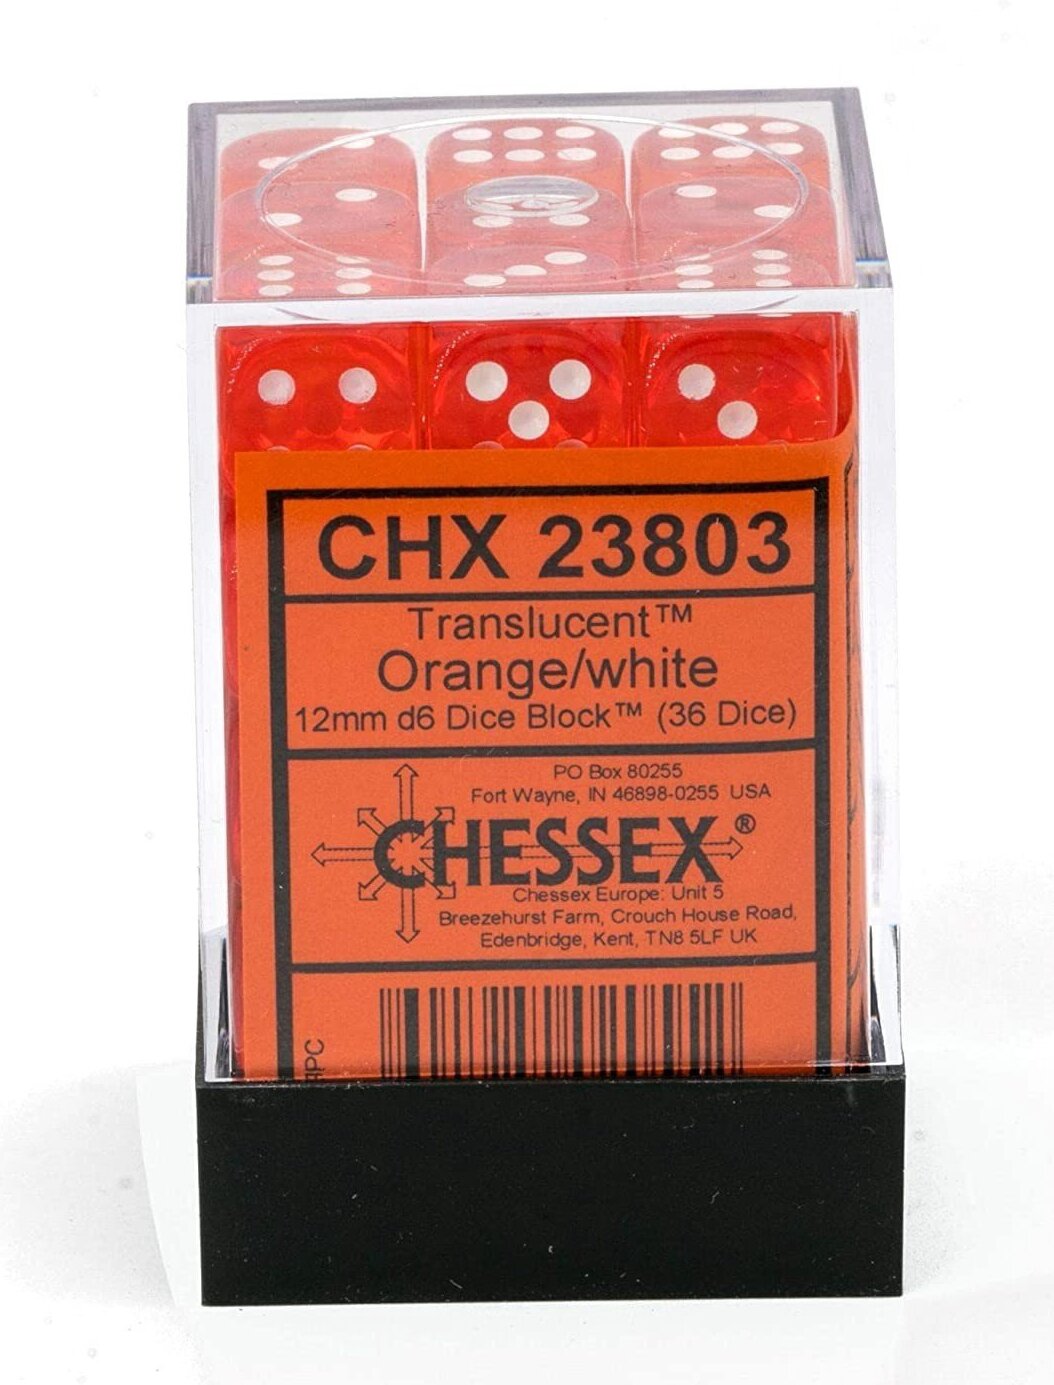 CHX 23803
Translucent™
Orange/white
12mm d6 Dice Block™ (36 Dice)
PO Box 80255
Fort Wayne, IN 46898-0255 USA
CHESSEX®
Chessex Europe: Unit 5
Breezehurst Farm, Crouch House Road,
Edenbridge, Kent, TN8 5LF UK